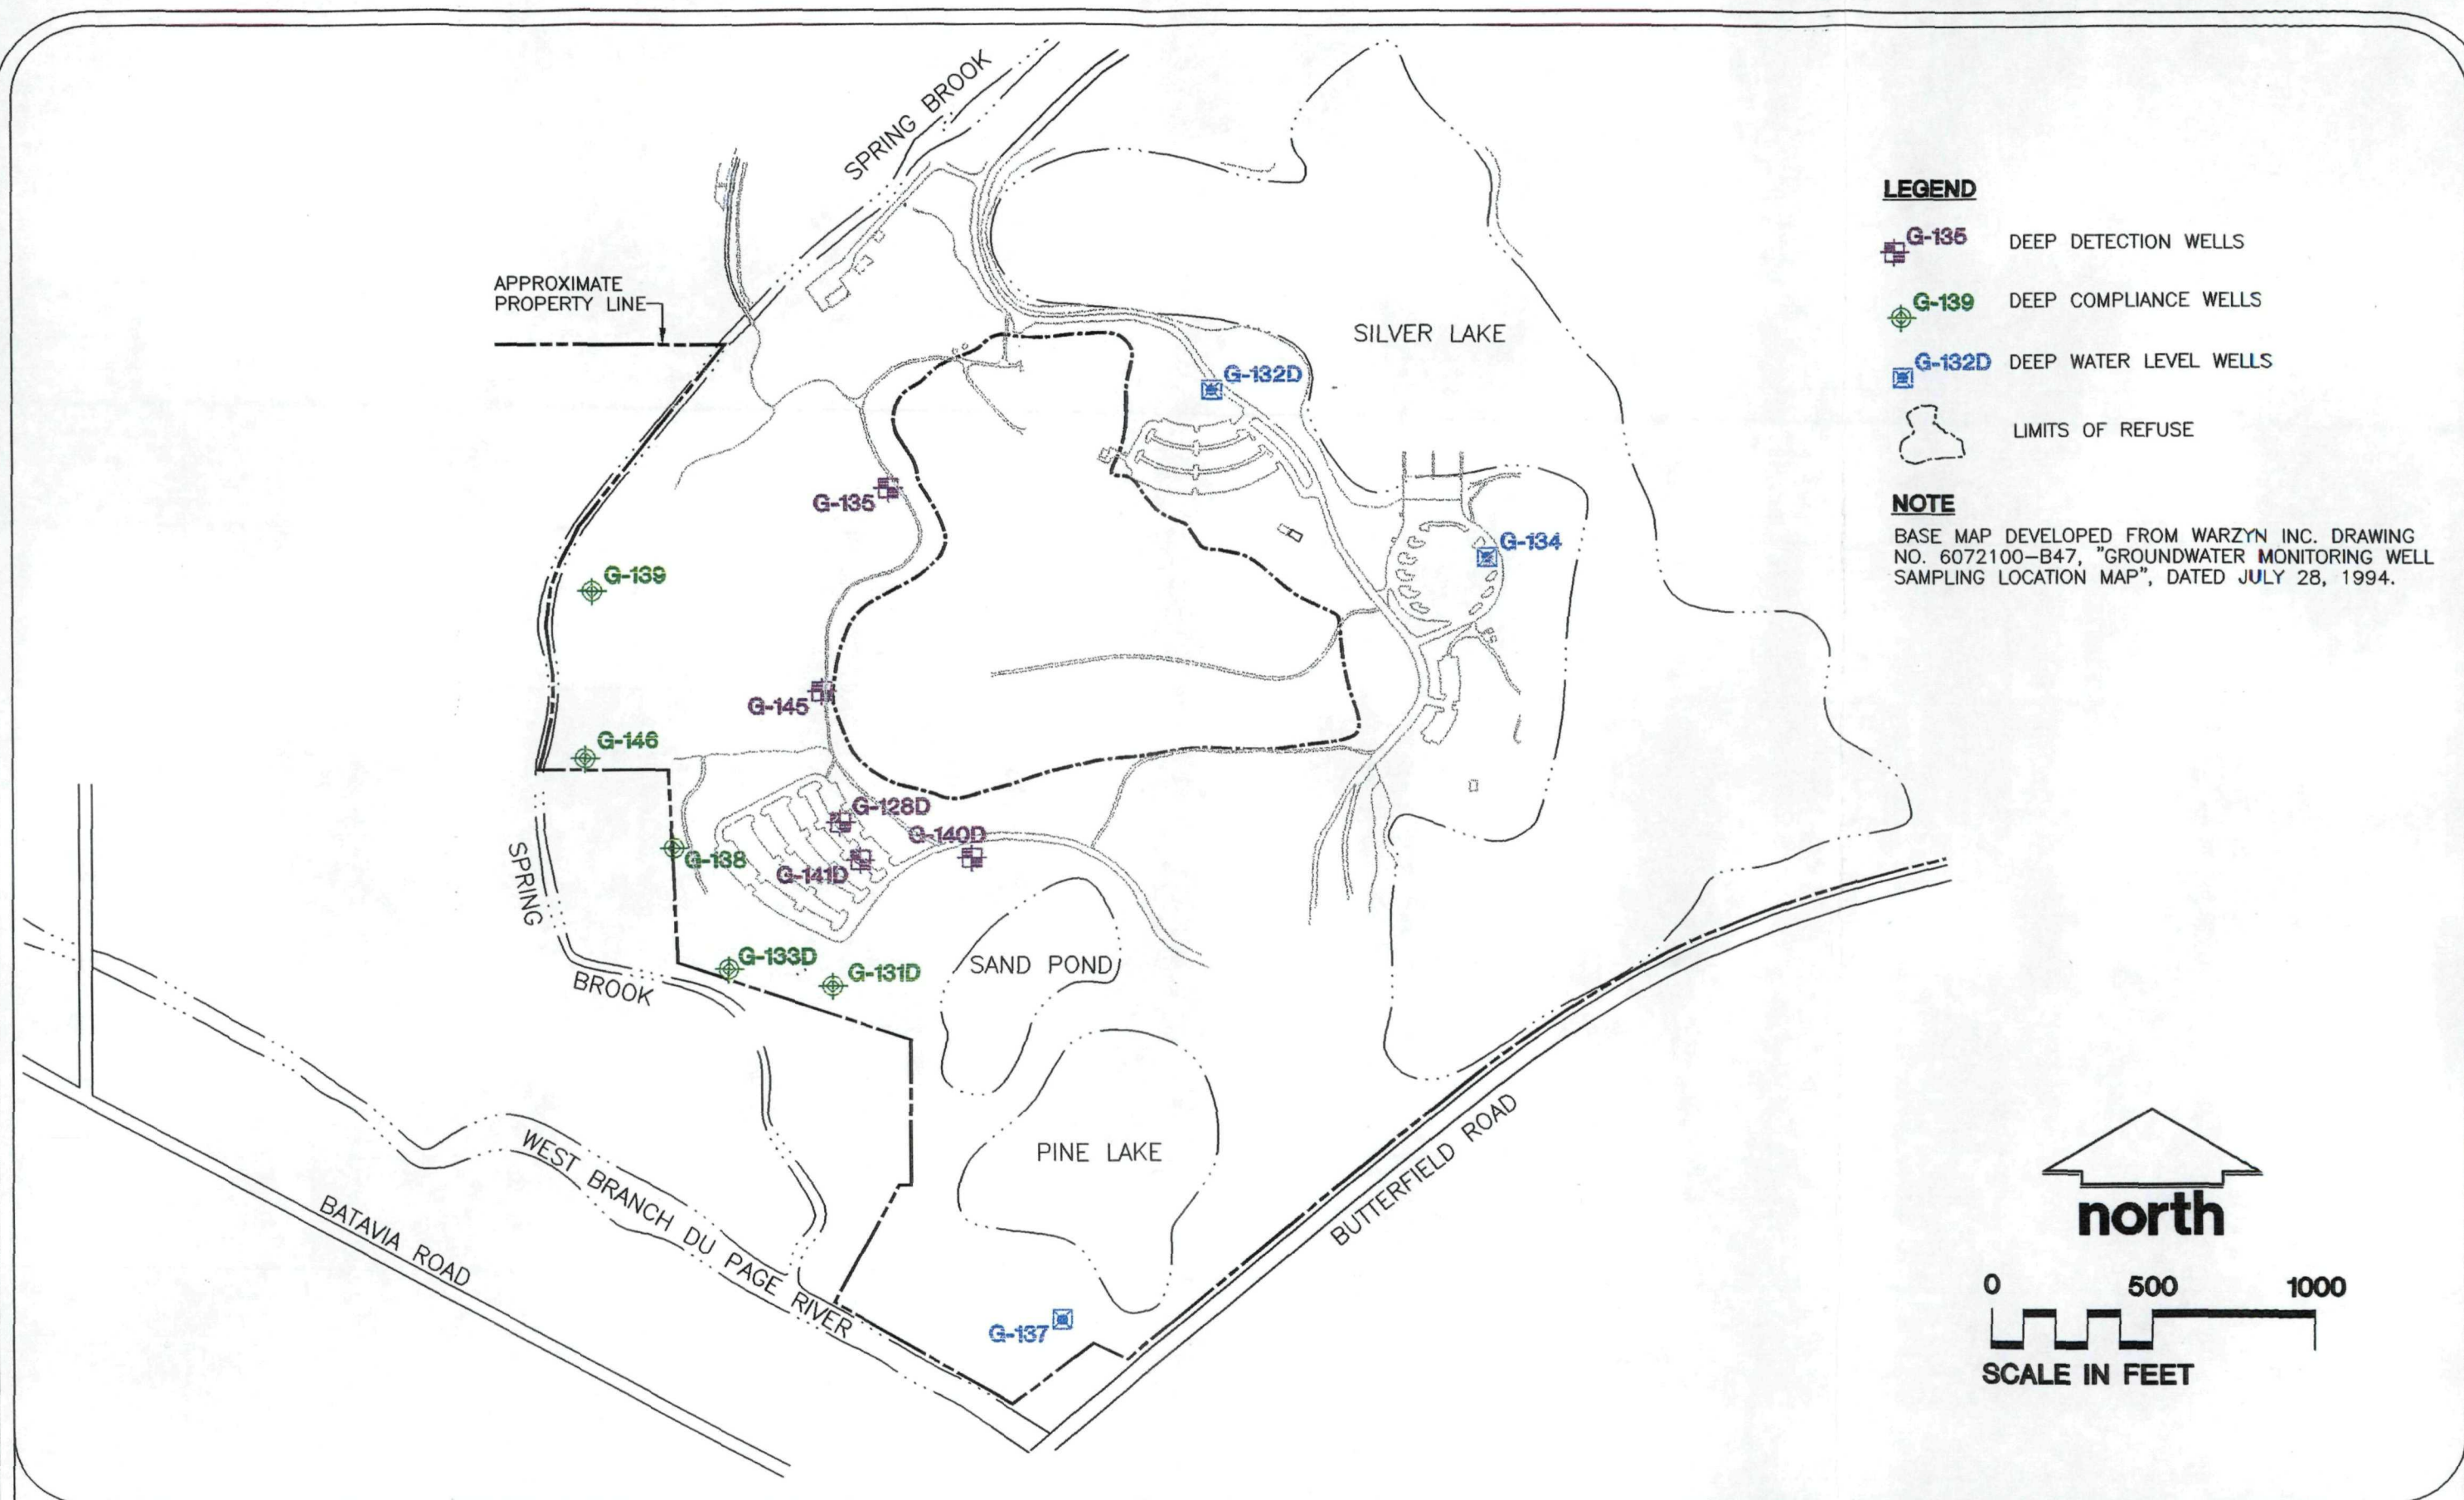 SPRING BROOK
APPROXIMATE
PROPERTY LINE
SILVER LAKE
G-132D
G-135
G-134
G-139
G-145
G-146
G-128D
G-140D
G-138
G-141D
SPRING
BROOK
G-133D
G-131D
SAND POND
PINE LAKE
WEST BRANCH DU PAGE RIVER
BATAVIA ROAD
BUTTERFIELD ROAD
G-137
LEGEND
G-135 DEEP DETECTION WELLS
G-139 DEEP COMPLIANCE WELLS
G-132D DEEP WATER LEVEL WELLS
LIMITS OF REFUSE
NOTE
BASE MAP DEVELOPED FROM WARZYN INC. DRAWING
NO. 6072100-B47, "GROUNDWATER MONITORING WELL
SAMPLING LOCATION MAP", DATED JULY 28, 1994.
north
0 500 1000
SCALE IN FEET